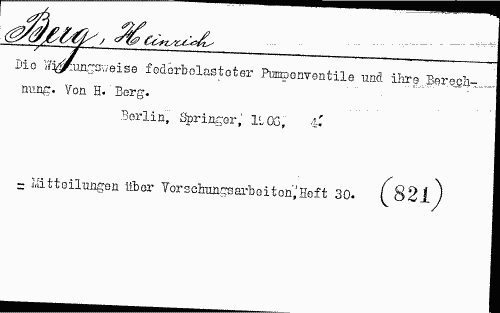 Berg, Heinrich
Die Wirkungsweise federbelasteter Pumpenventile und ihre Berech-
nung. Von H. Berg.
Berlin, Springer, 1906, 4.
= Mitteilungen über Vorschungsarbeiten, Heft 30. (821)